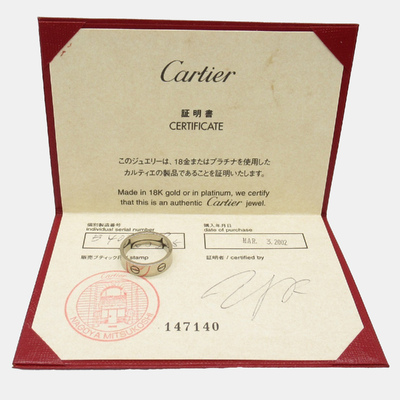 Cartier
証明書
CERTIFICATE
このジュエリーは、18金またはプラチナを使用した
カルティエの製品であることを証明いたします。
Made in 18K gold or in platinum, we certify
that this is an authentic Cartier jewel.
個別製造番号
individual serial number
購入年月日
date of purchase
MAR. 3.2002
販売ブティック印 / stamp
証明者 / certified by
NAGOYA MITSUKOSHI
147140